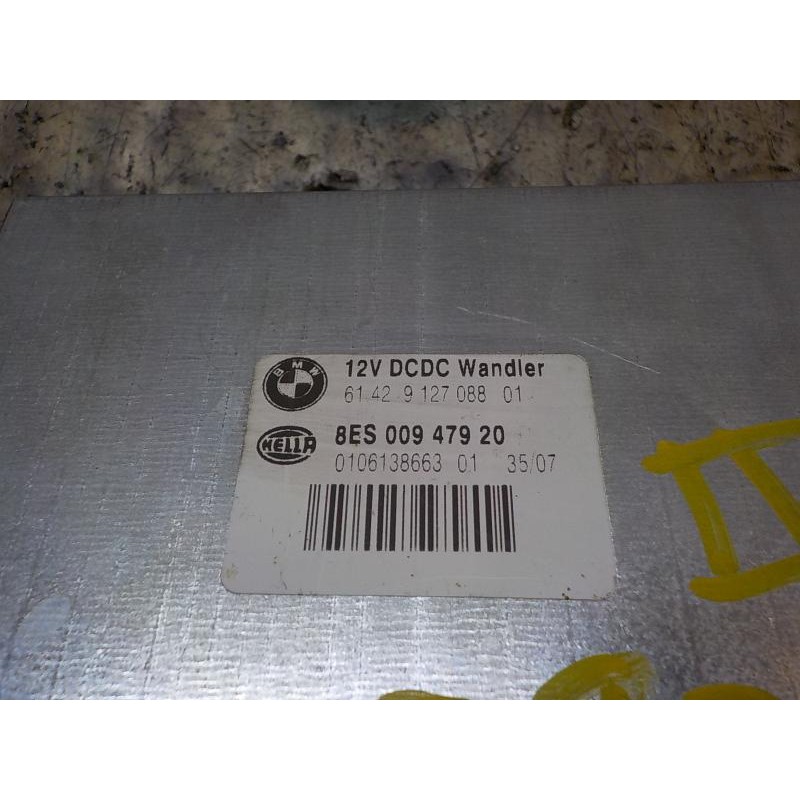 BMW
12V DCDC Wandler
61 42 9 127 088 01
HELLA
8ES 009 479 20
0106138663 01 35/07